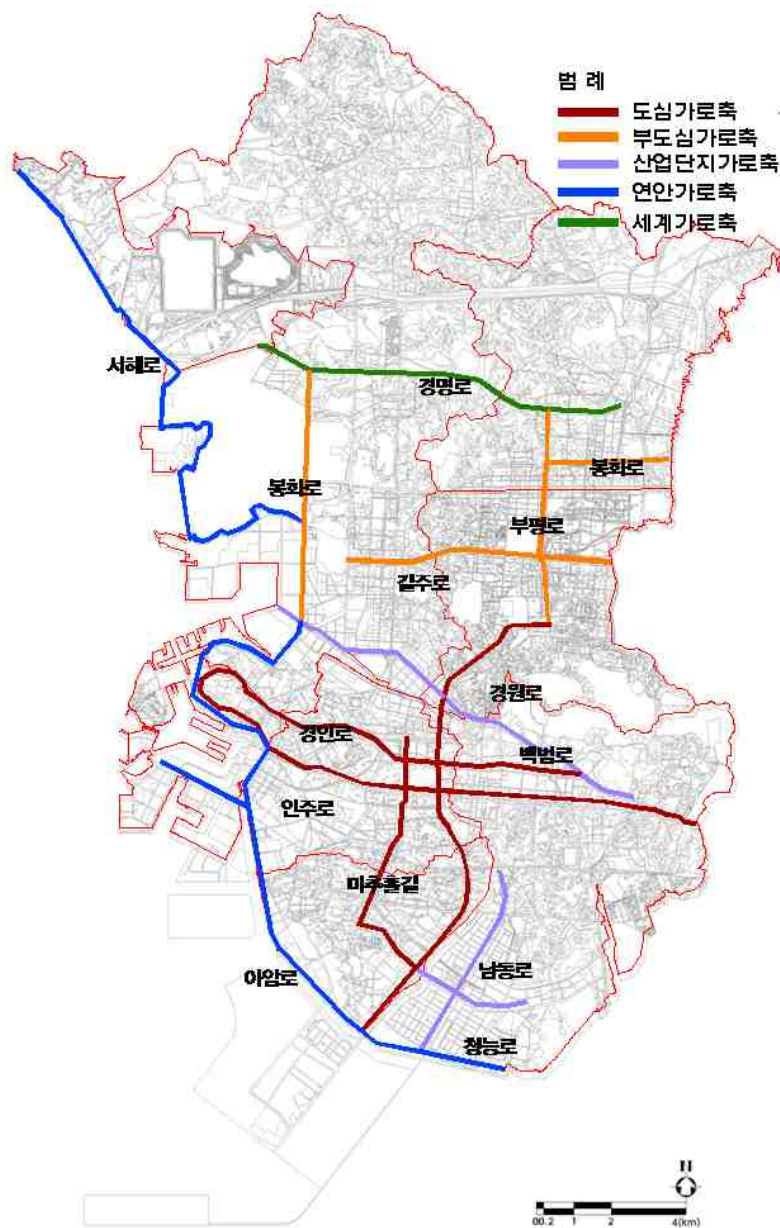 범 례
도심가로축
부도심가로축
산업단지가로축
연안가로축
세계가로축
서해로
경명로
봉화로
봉화로
부평로
길주로
경원로
경인로
백범로
인주로
미추홀길
남동로
아암로
청능로
N
00.2 1 2 4(km)